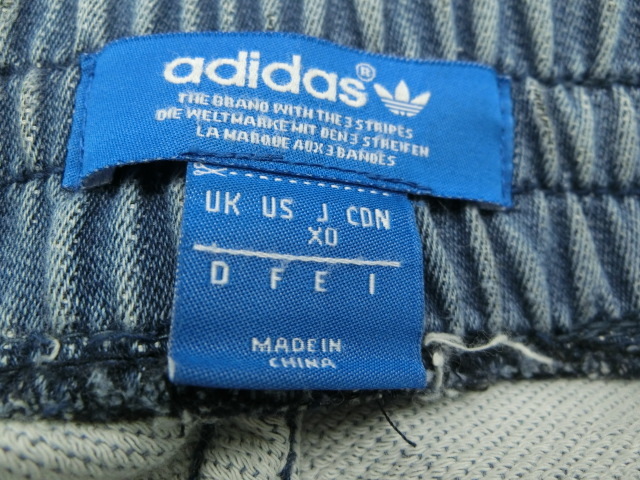 adidas®
THE BRAND WITH THE 3 STRIPES
DIE WELTMARKE MIT DEN 3 STREIFEN
LA MARQUE AUX 3 BANDES
UK US J CDN
XO
D F E I
MADE IN
CHINA